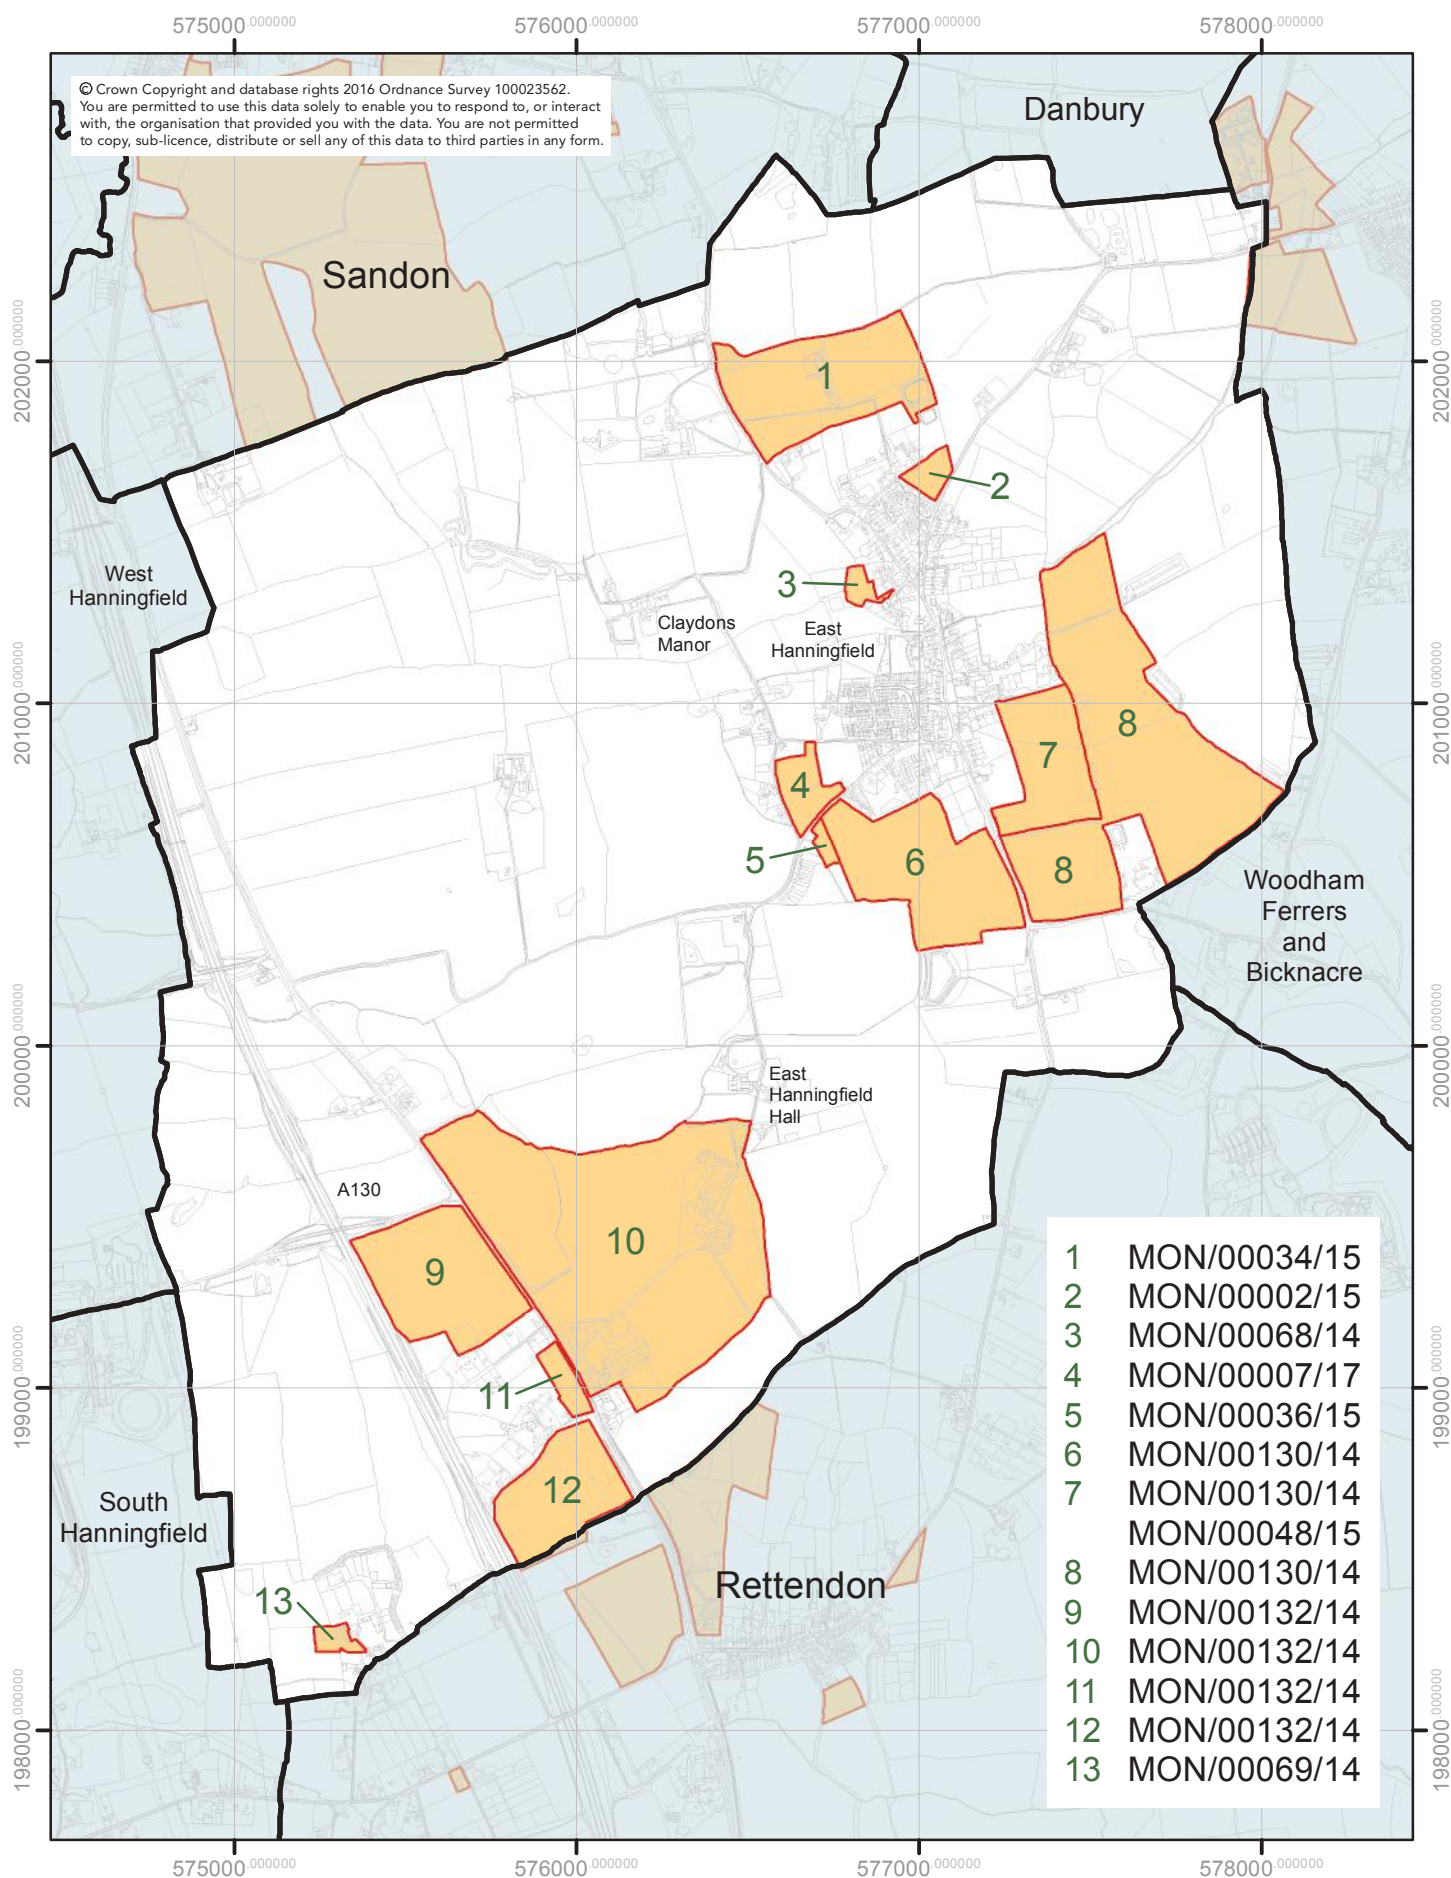 575000.000000 576000.000000 577000.000000 578000.000000
© Crown Copyright and database rights 2016 Ordnance Survey 100023562.
You are permitted to use this data solely to enable you to respond to, or interact
with, the organisation that provided you with the data. You are not permitted
to copy, sub-licence, distribute or sell any of this data to third parties in any form.
Danbury
Sandon
202000.000000
202000.000000
1
2
West
Hanningfield
3
Claydons
Manor
East
Hanningfield
201000.000000
201000.000000
8
7
4
5
6
8
Woodham
Ferrers
and
Bicknacre
200000.000000
200000.000000
East
Hanningfield
Hall
A130
10
9
199000.000000
199000.000000
11
12
South
Hanningfield
Rettendon
13
198000.000000
198000.000000
1 MON/00034/15
2 MON/00002/15
3 MON/00068/14
4 MON/00007/17
5 MON/00036/15
6 MON/00130/14
7 MON/00130/14
MON/00048/15
8 MON/00130/14
9 MON/00132/14
10 MON/00132/14
11 MON/00132/14
12 MON/00132/14
13 MON/00069/14
575000.000000 576000.000000 577000.000000 578000.000000